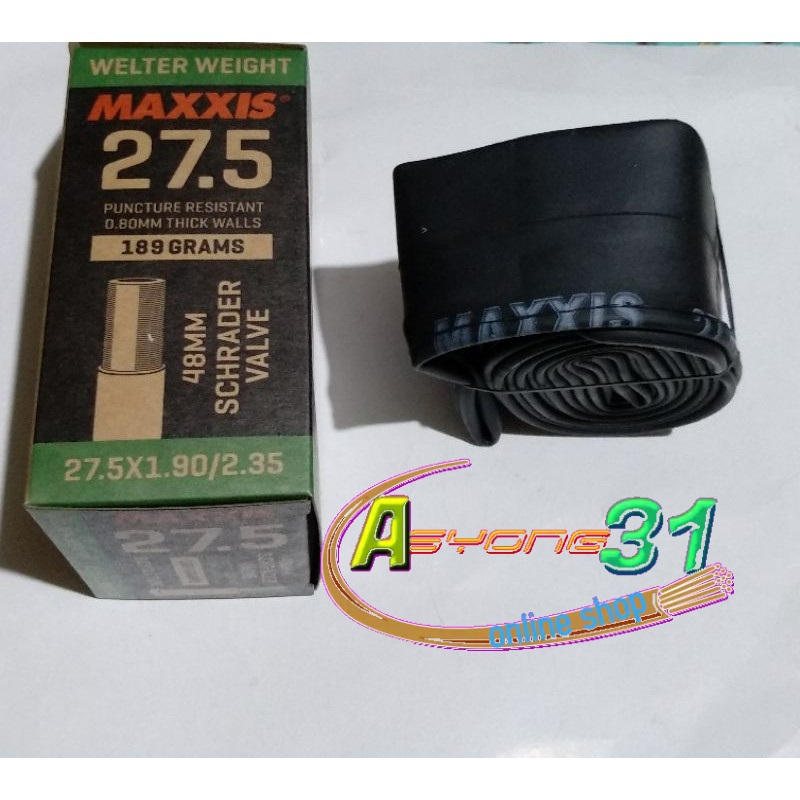 WELTER WEIGHT
MAXXIS®
27.5
PUNCTURE RESISTANT
0.80MM THICK WALLS
189 GRAMS
48MM
SCHRADER
VALVE
27.5X1.90/2.35
MAXXIS
27.5
MAXXIS
Asyong31
online shop